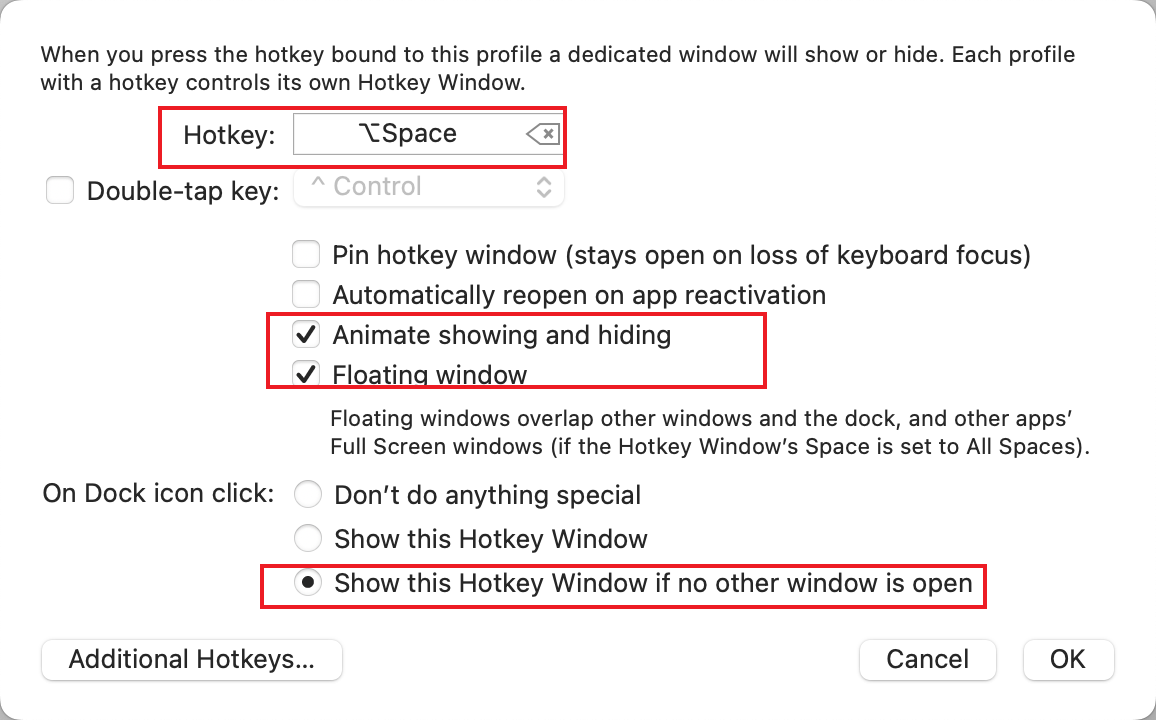 When you press the hotkey bound to this profile a dedicated window will show or hide. Each profile
with a hotkey controls its own Hotkey Window.
Hotkey: ⌥Space
Double-tap key: ^ Control
Pin hotkey window (stays open on loss of keyboard focus)
Automatically reopen on app reactivation
Animate showing and hiding
Floating window
Floating windows overlap other windows and the dock, and other apps’
Full Screen windows (if the Hotkey Window’s Space is set to All Spaces).
On Dock icon click: Don’t do anything special
Show this Hotkey Window
Show this Hotkey Window if no other window is open
Additional Hotkeys... Cancel OK